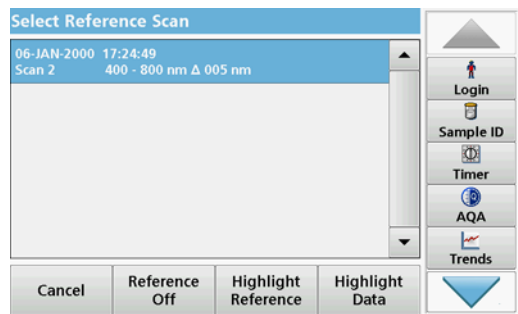 Select Reference Scan
06-JAN-2000 17:24:49
Scan 2 400 - 800 nm Δ 005 nm
Login
Sample ID
Timer
AQA
Trends
Cancel
Reference Off
Highlight Reference
Highlight Data